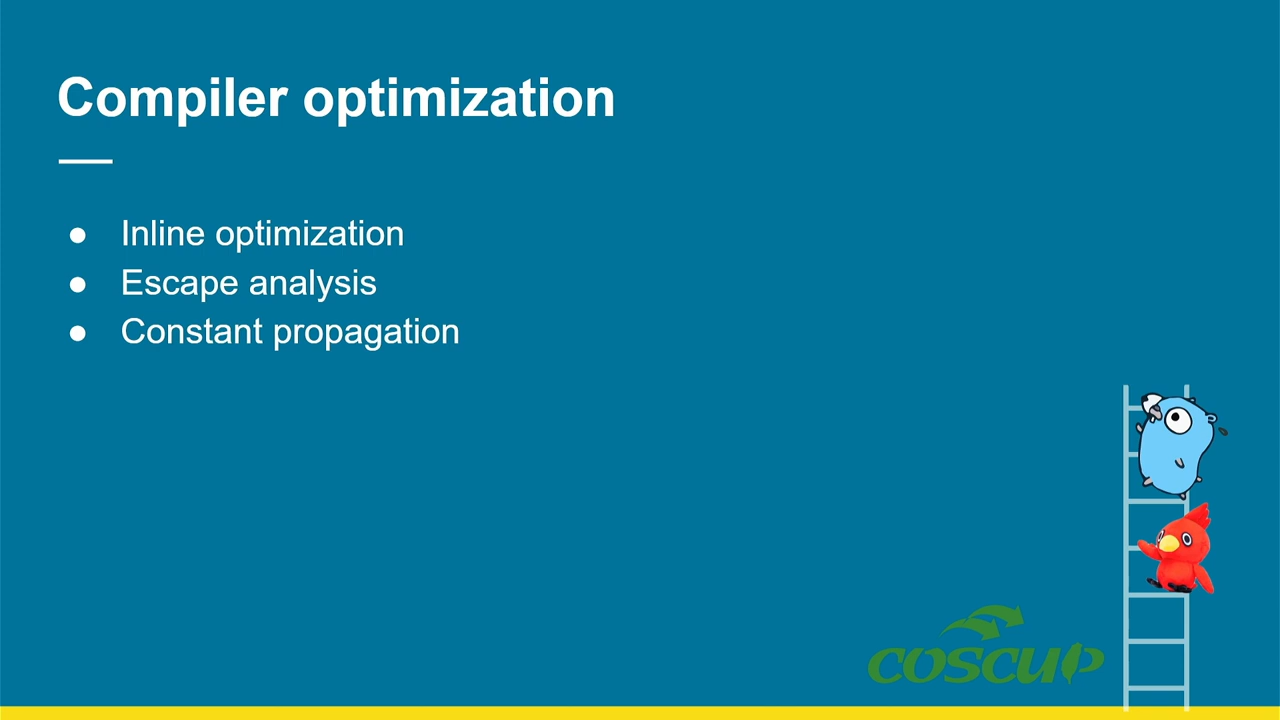 Compiler optimization
● Inline optimization
● Escape analysis
● Constant propagation
coscup